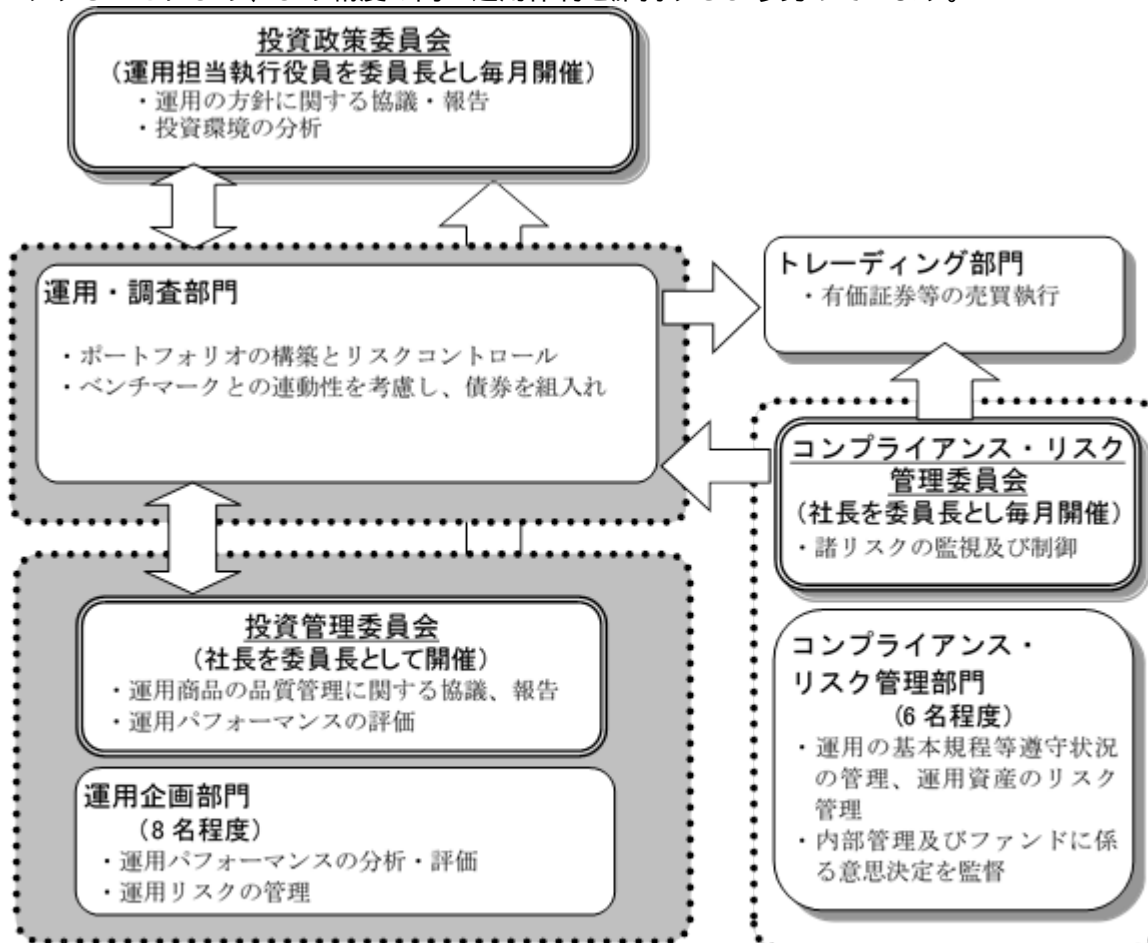 投資政策委員会
(運用担当執行役員を委員長とし毎月開催)
・運用の方針に関する協議・報告
・投資環境の分析
運用・調査部門
・ポートフォリオの構築とリスクコントロール
・ベンチマークとの連動性を考慮し、債券を組入れ
トレーディング部門
・有価証券等の売買執行
コンプライアンス・リスク
管理委員会
(社長を委員長とし毎月開催)
・諸リスクの監視及び制御
投資管理委員会
(社長を委員長として開催)
・運用商品の品質管理に関する協議、報告
・運用パフォーマンスの評価
運用企画部門
(8名程度)
・運用パフォーマンスの分析・評価
・運用リスクの管理
コンプライアンス・
リスク管理部門
(6名程度)
・運用の基本規程等遵守状況
の管理、運用資産のリスク
管理
・内部管理及びファンドに係
る意思決定を監督